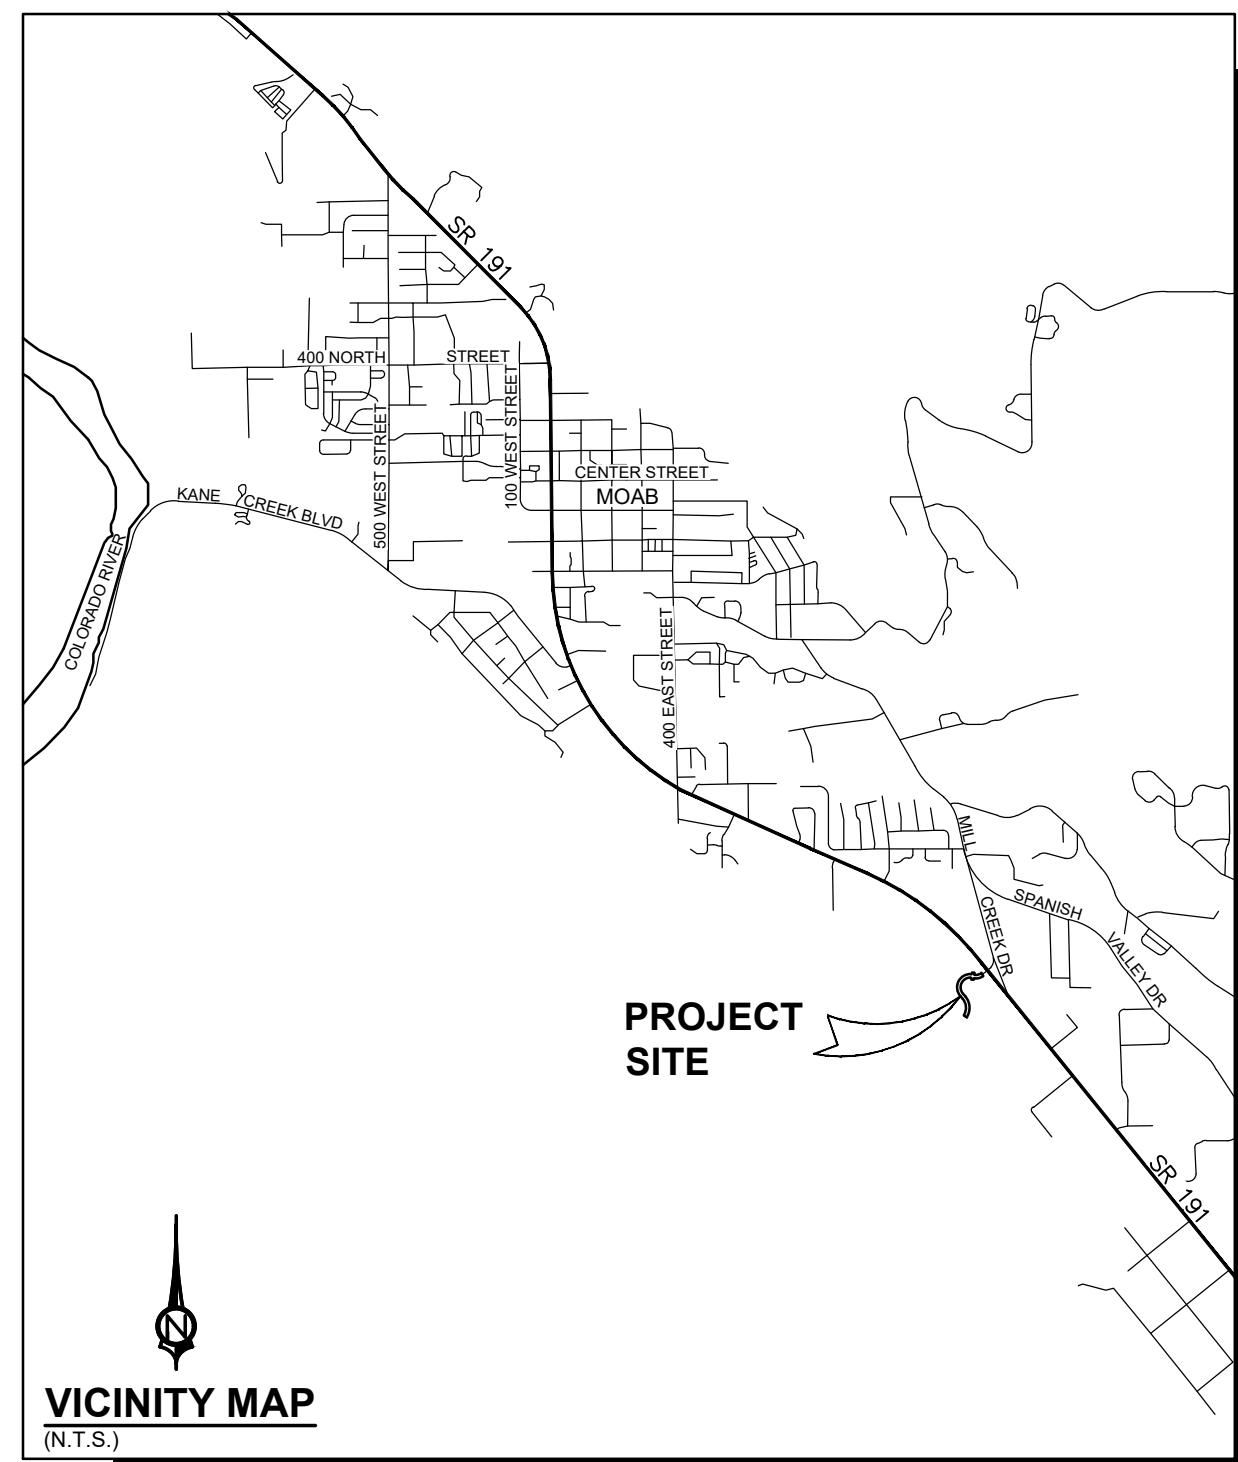 SR 191
400 NORTH STREET
100 WEST STREET
500 WEST STREET
CENTER STREET
MOAB
KANE CREEK BLVD
COLORADO RIVER
400 EAST STREET
MILL CREEK DR
SPANISH VALLEY DR
PROJECT
SITE
SR 191
N
VICINITY MAP
(N.T.S.)